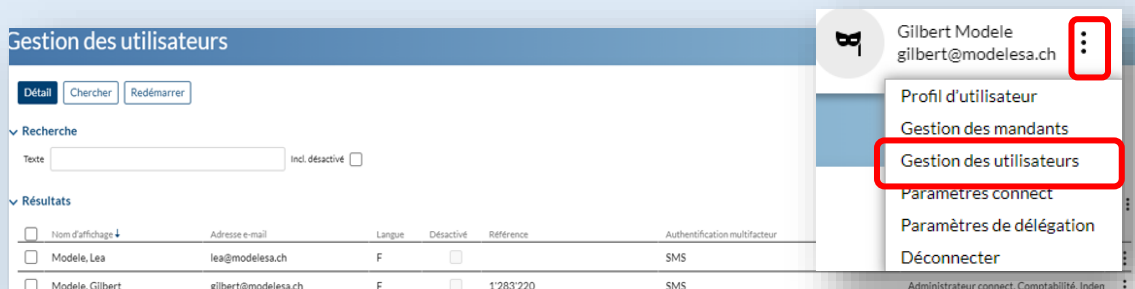 Gestion des utilisateurs
Détail Chercher Redémarrer
Recherche
Texte Incl. désactivé
Résultats
Nom d'affichage Adresse e-mail Langue Désactivé Référence Authentification multifacteur
Modele, Lea lea@modelesa.ch F SMS
Modele, Gilbert gilbert@modelesa.ch F 1'283'220 SMS Administrateur connect, Comptabilité, Inden
Gilbert Modele
gilbert@modelesa.ch
Profil d'utilisateur
Gestion des mandants
Gestion des utilisateurs
Paramètres connect
Paramètres de délégation
Déconnecter